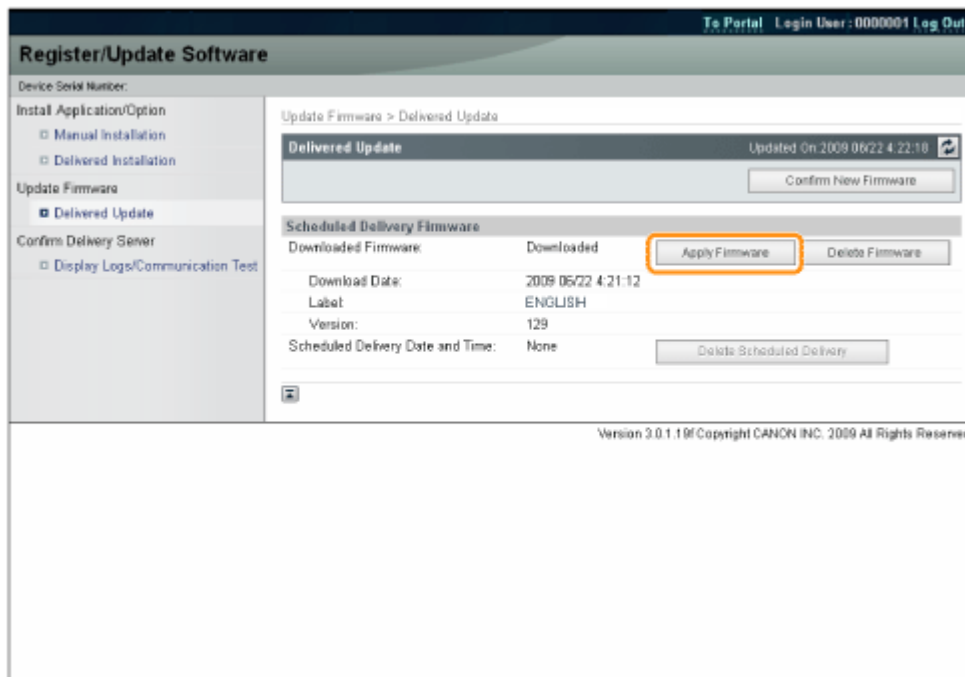 To Portal Login User : 0000001 Log Out
Register/Update Software
Device Serial Number:
Install Application/Option
Manual Installation
Delivered Installation
Update Firmware
Delivered Update
Confirm Delivery Server
Display Logs/Communication Test
Update Firmware > Delivered Update
Delivered Update Updated On:2009 06/22 4:22:18
Confirm New Firmware
Scheduled Delivery Firmware
Downloaded Firmware: Downloaded Apply Firmware Delete Firmware
Download Date: 2009 06/22 4:21:12
Label: ENGLISH
Version: 129
Scheduled Delivery Date and Time: None Delete Scheduled Delivery
Version 3.0.1.19f Copyright CANON INC. 2009 All Rights Reserve